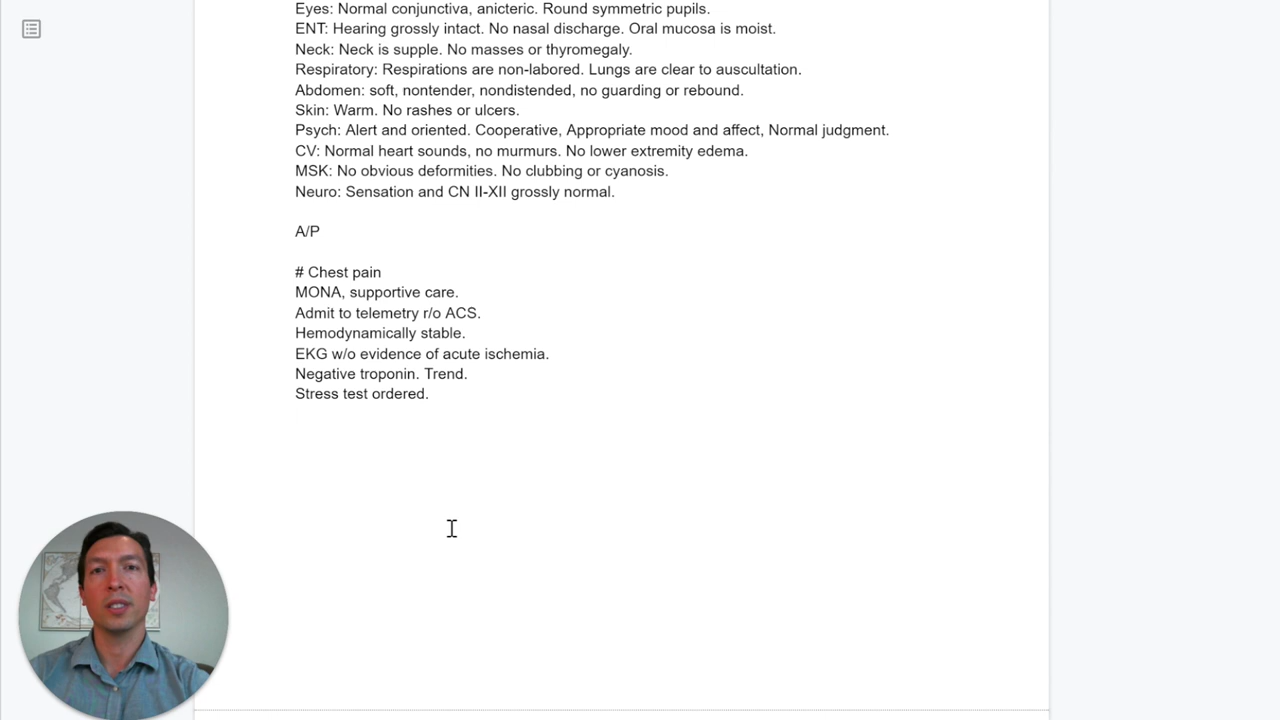 Eyes: Normal conjunctiva, anicteric. Round symmetric pupils.
ENT: Hearing grossly intact. No nasal discharge. Oral mucosa is moist.
Neck: Neck is supple. No masses or thyromegaly.
Respiratory: Respirations are non-labored. Lungs are clear to auscultation.
Abdomen: soft, nontender, nondistended, no guarding or rebound.
Skin: Warm. No rashes or ulcers.
Psych: Alert and oriented. Cooperative, Appropriate mood and affect, Normal judgment.
CV: Normal heart sounds, no murmurs. No lower extremity edema.
MSK: No obvious deformities. No clubbing or cyanosis.
Neuro: Sensation and CN II-XII grossly normal.
A/P
# Chest pain
MONA, supportive care.
Admit to telemetry r/o ACS.
Hemodynamically stable.
EKG w/o evidence of acute ischemia.
Negative troponin. Trend.
Stress test ordered.